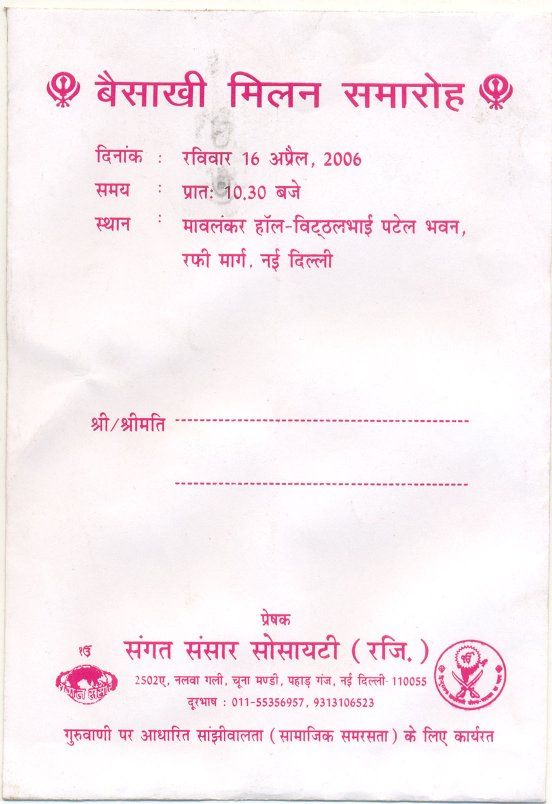 बैसाखी मिलन समारोह
दिनांक : रविवार 16 अप्रैल, 2006
समय : प्रातः 10.30 बजे
स्थान : मावलंकर हॉल-विट्ठलभाई पटेल भवन,
रफी मार्ग. नई दिल्ली
श्री/श्रीमति
प्रेषक
संगत संसार सोसायटी (रजि.)
2502ए, नलवा गली, चूना मण्डी, पहाड़ गंज, नई दिल्ली- 110055
दूरभाष : 011-55356957, 9313106523
गुरुवाणी पर आधारित सांझीवालता (सामाजिक समरसता) के लिए कार्यरत